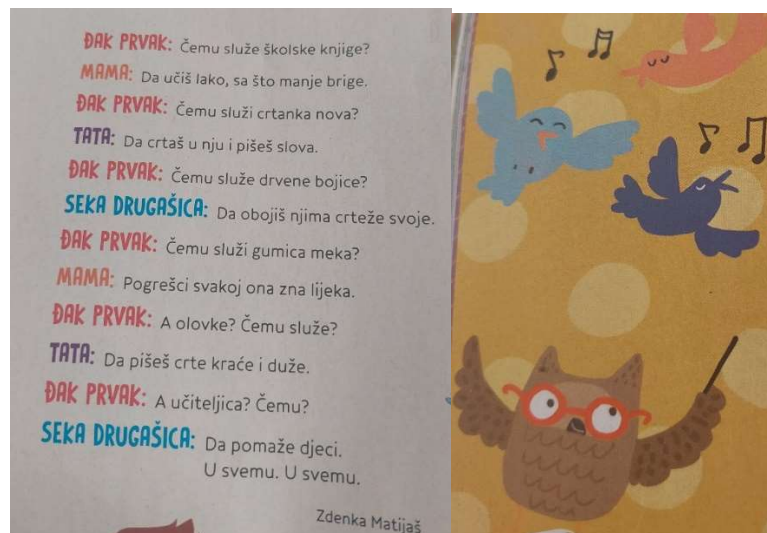 ĐAK PRVAK: Čemu služe školske knjige?
MAMA: Da učiš lako, sa što manje brige.
ĐAK PRVAK: Čemu služi crtanka nova?
TATA: Da crtaš u nju i pišeš slova.
ĐAK PRVAK: Čemu služe drvene bojice?
SEKA DRUGAŠICA: Da obojiš njima crteže svoje.
ĐAK PRVAK: Čemu služi gumica meka?
MAMA: Pogrešci svakoj ona zna lijeka.
ĐAK PRVAK: A olovke? Čemu služe?
TATA: Da pišeš crte kraće i duže.
ĐAK PRVAK: A učiteljica? Čemu?
SEKA DRUGAŠICA: Da pomaže djeci.
U svemu. U svemu.
Zdenka Matijaš